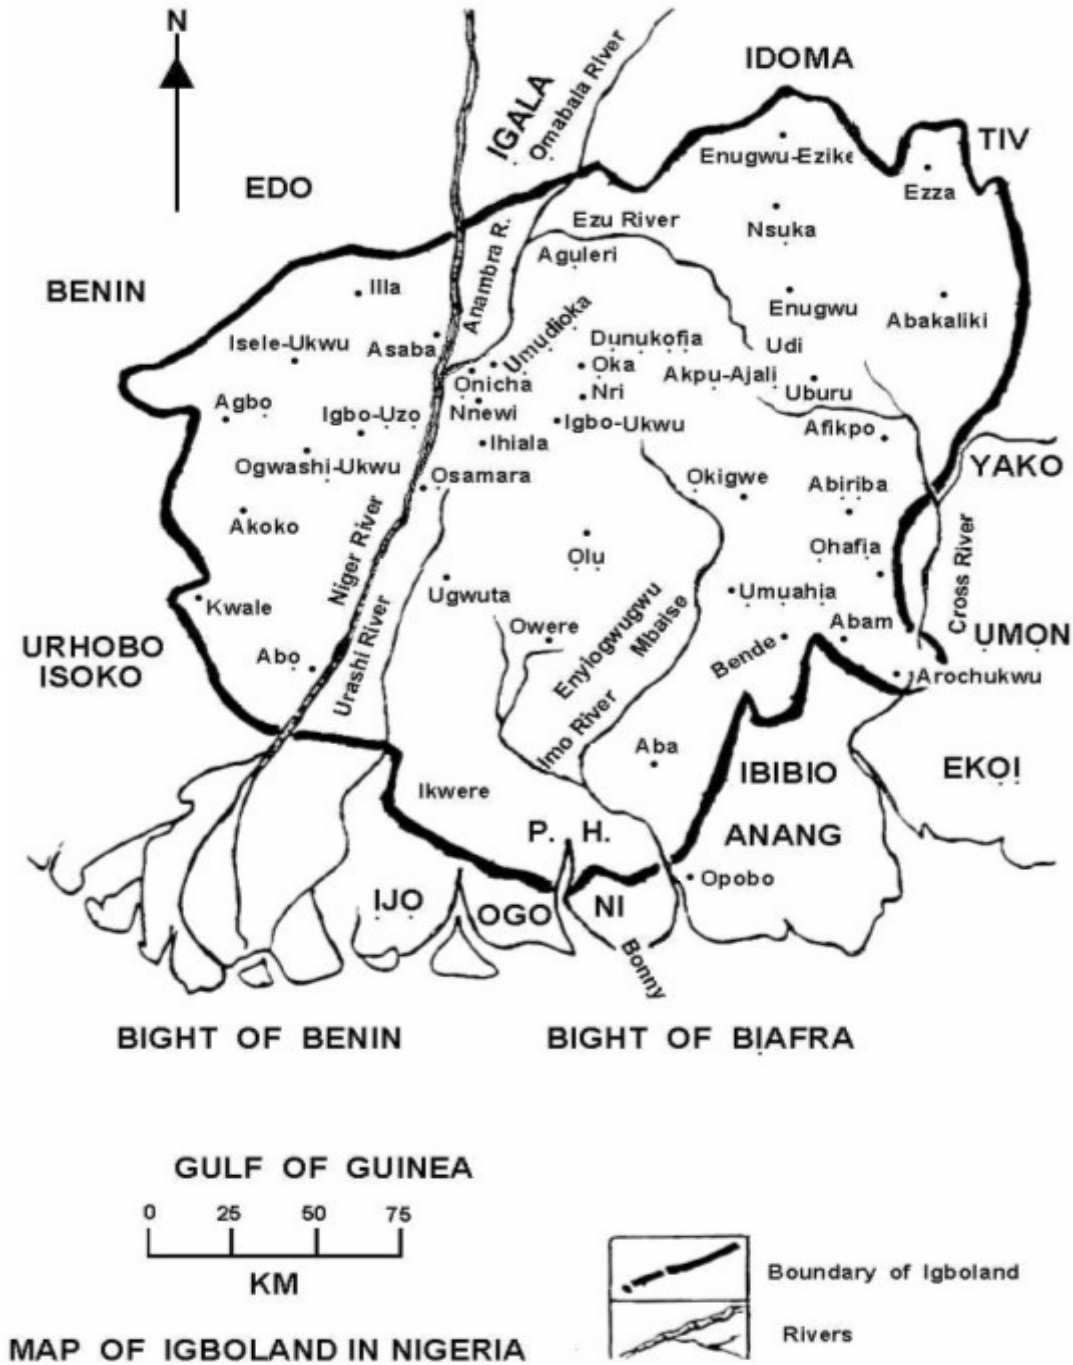 N
IDOMA
IGALA
Omabala River
TIV
Enugwu-Ezike
Ezza
EDO
Ezu River
Nsuka
Anambra R.
Aguleri
BENIN
Illa
Enugwu
Abakaliki
Isele-Ukwu
Asaba
Umudioka
Dunukofia
Udi
Onicha
Oka
Akpu-Ajali
Uburu
Agbo
Igbo-Uzo
Nnewi
Nri
Igbo-Ukwu
Afikpo
Ihiala
Ogwashi-Ukwu
Osamara
Okigwe
Abiriba
YAKO
Akoko
Niger River
Olu
Ohafia
Cross River
Kwale
Ugwuta
Umuahia
Urashi River
Owere
Enyiogwugwu
Mbaise
Abam
UMON
URHOBO
ISOKO
Abo
Bende
Arochukwu
Imo River
Aba
IBIBIO
EKOI
Ikwere
P. H.
ANANG
Opobo
IJO
OGO
NI
Bonny
BIGHT OF BENIN
BIGHT OF BIAFRA
GULF OF GUINEA
0 25 50 75
KM
Boundary of Igboland
Rivers
MAP OF IGBOLAND IN NIGERIA